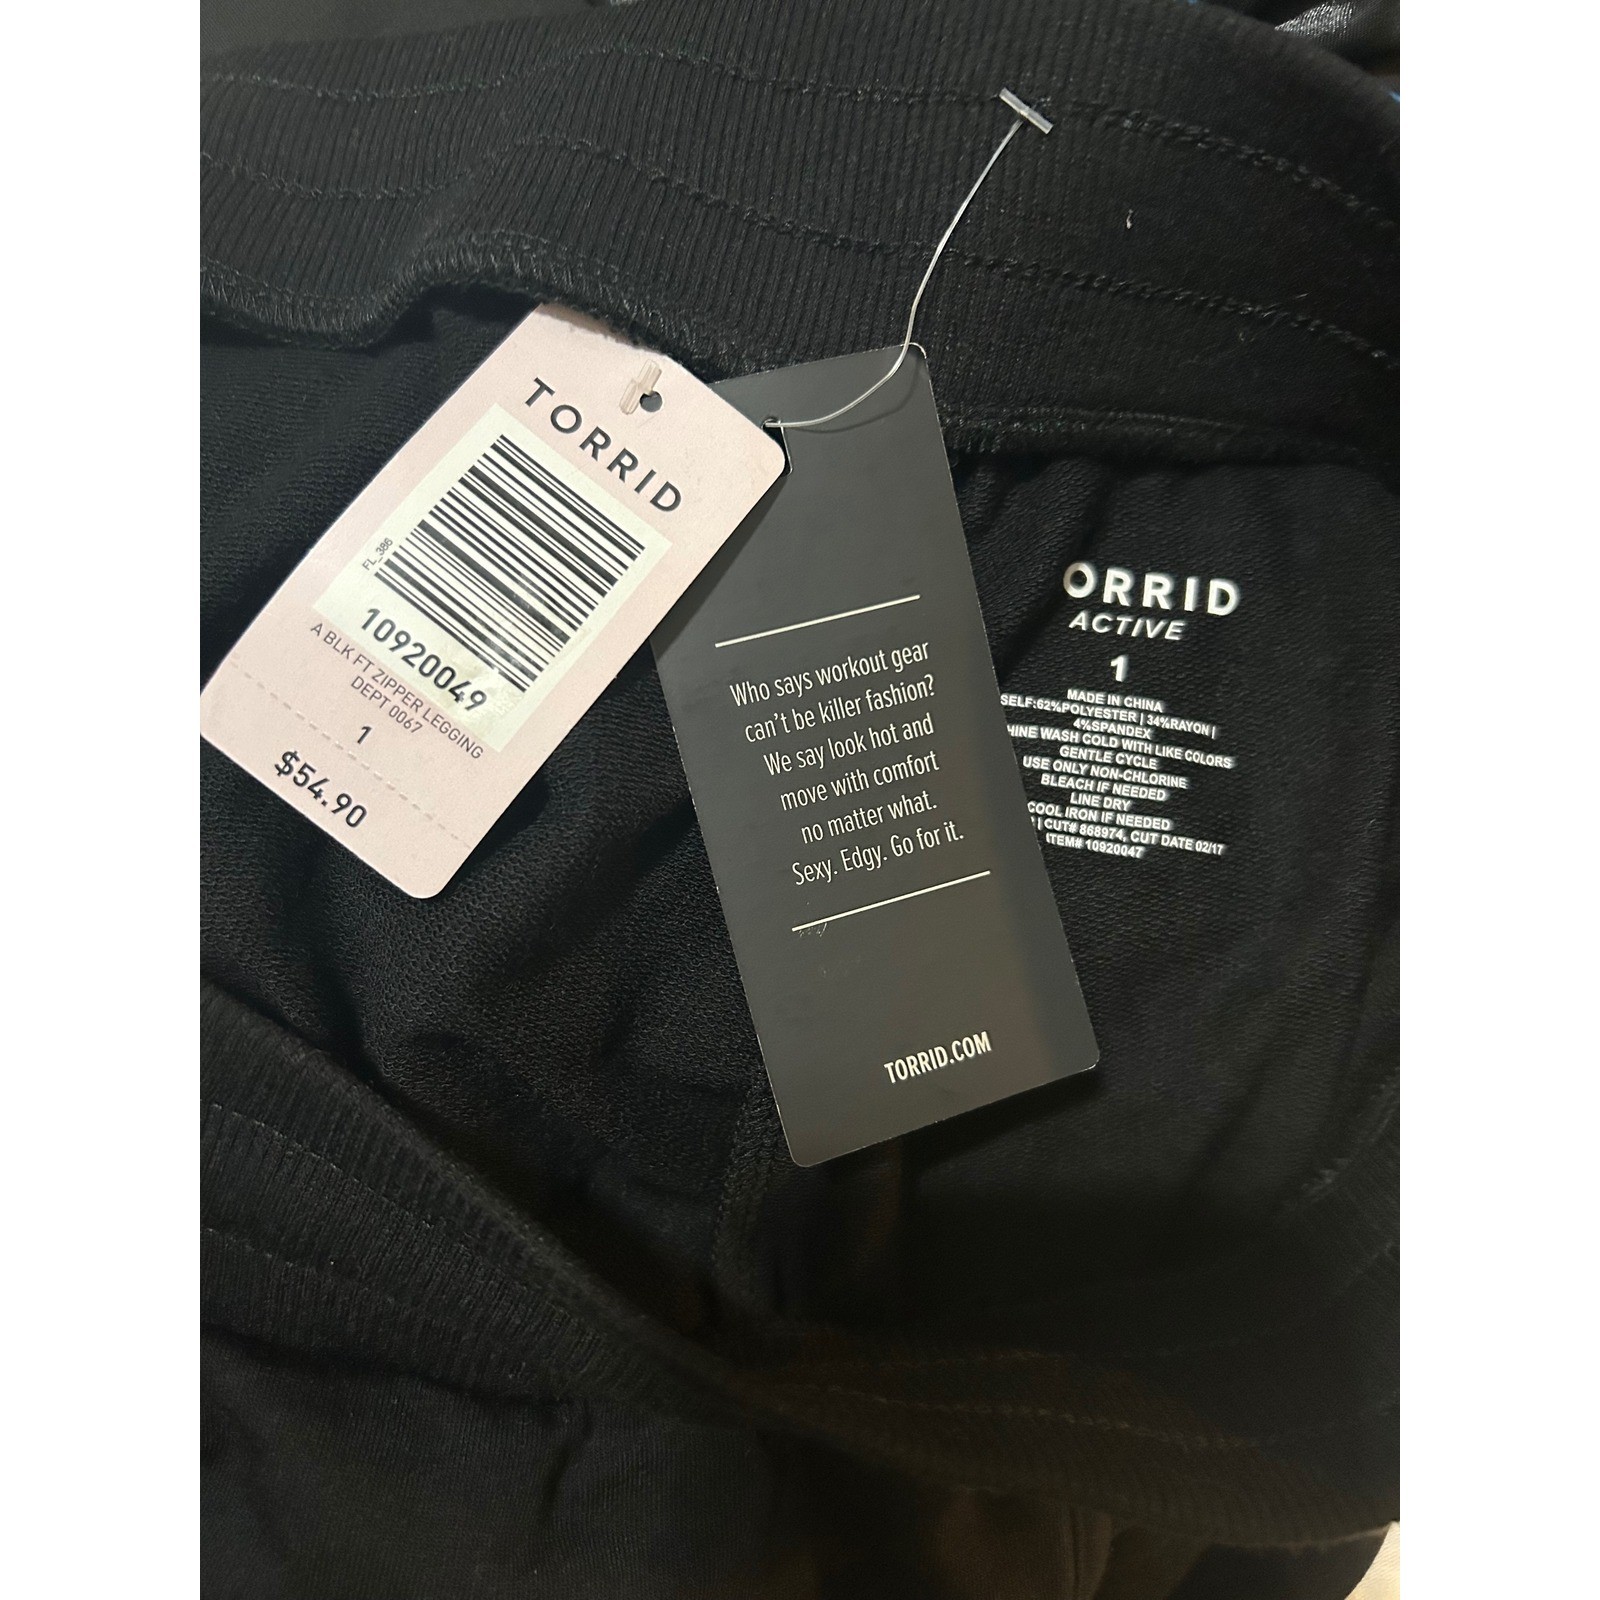 TORRID
FL_386
10920049
A BLK FT ZIPPER LEGGING
DEPT 0067
1
$54.90
Who says workout gear
can't be killer fashion?
We say look hot and
move with comfort
no matter what.
Sexy. Edgy. Go for it.
TORRID.COM
ORRID
ACTIVE
1
MADE IN CHINA
SELF:62%POLYESTER | 34%RAYON |
4%SPANDEX
HINE WASH COLD WITH LIKE COLORS
GENTLE CYCLE
USE ONLY NON-CHLORINE
BLEACH IF NEEDED
LINE DRY
COOL IRON IF NEEDED
| CUT# 868974, CUT DATE 02/17
ITEM# 10920047